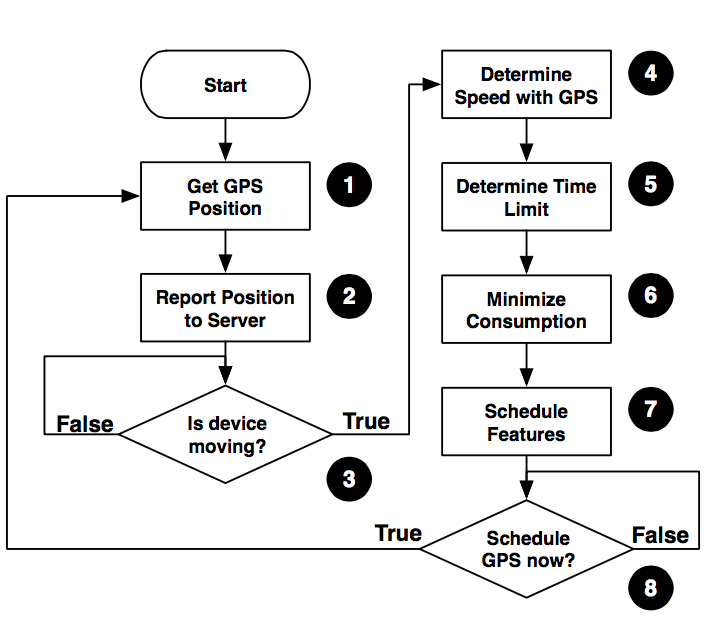 Start
Get GPS
Position
1
Report Position
to Server
2
Is device
moving?
False
True
3
Determine
Speed with GPS
4
Determine Time
Limit
5
Minimize
Consumption
6
Schedule
Features
7
Schedule
GPS now?
True
False
8